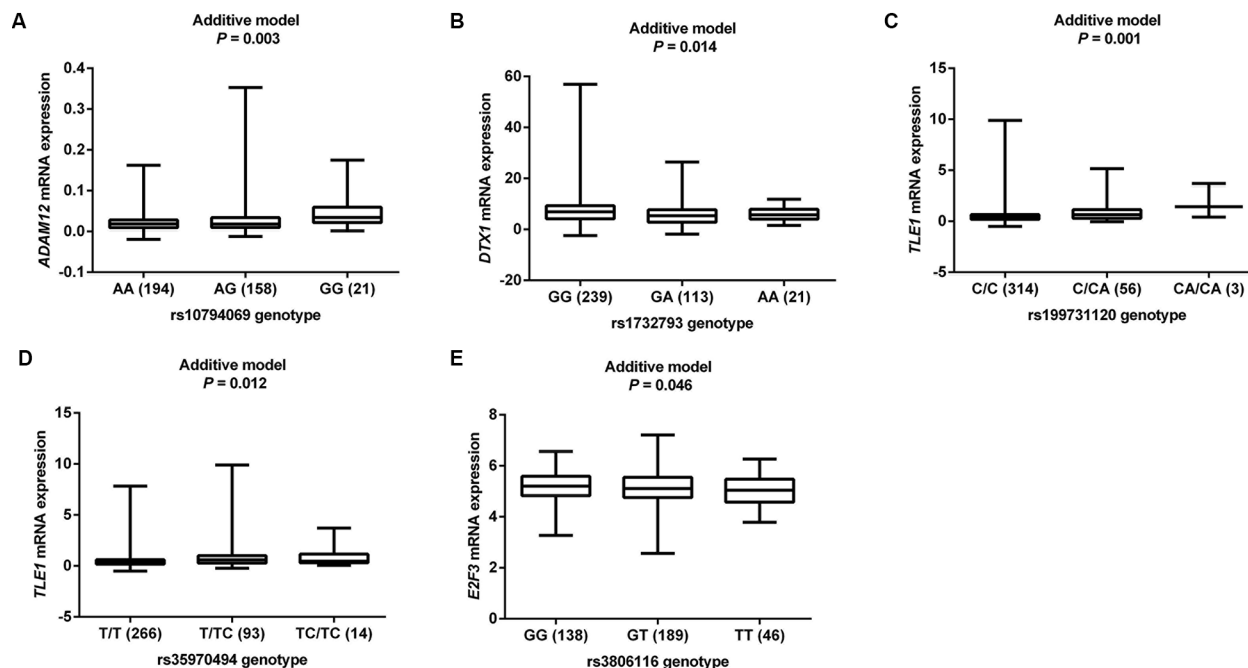 A
Additive model
P = 0.003
ADAM12 mRNA expression
0.4
0.3
0.2
0.1
0.0
-0.1
AA (194) AG (158) GG (21)
rs10794069 genotype
B
Additive model
P = 0.014
DTX1 mRNA expression
60
40
20
0
-20
GG (239) GA (113) AA (21)
rs1732793 genotype
C
Additive model
P = 0.001
TLE1 mRNA expression
15
10
5
0
-5
C/C (314) C/CA (56) CA/CA (3)
rs199731120 genotype
D
Additive model
P = 0.012
TLE1 mRNA expression
15
10
5
0
-5
T/T (266) T/TC (93) TC/TC (14)
rs35970494 genotype
E
Additive model
P = 0.046
E2F3 mRNA expression
8
6
4
2
0
GG (138) GT (189) TT (46)
rs3806116 genotype